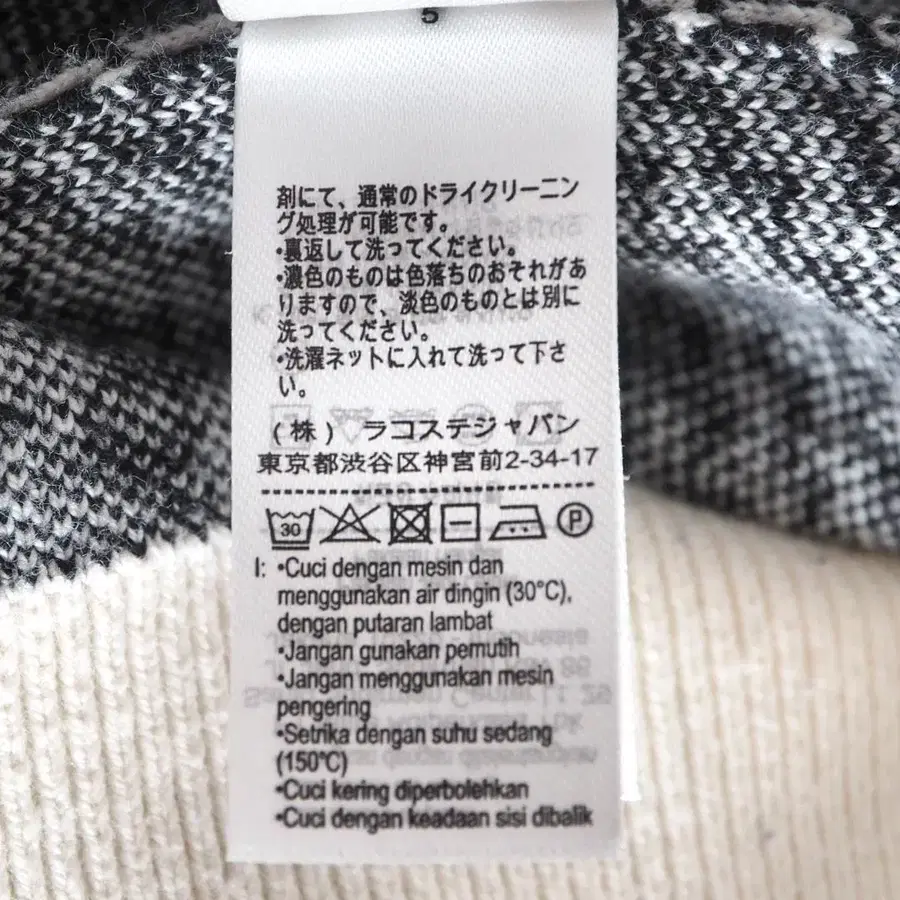 5
剤にて、通常のドライクリーニン
グ処理が可能です。
・裏返して洗ってください。
・濃色のものは色落ちのおそれがあ
りますので、淡色のものとは別に
洗ってください。
・洗濯ネットに入れて洗って下さ
い。
(株) ラコステジャパン
東京都渋谷区神宮前2-34-17
30 P
I: •Cuci dengan mesin dan
menggunakan air dingin (30°C),
dengan putaran lambat
•Jangan gunakan pemutih
•Jangan menggunakan mesin
pengering
•Setrika dengan suhu sedang
(150°C)
•Cuci kering diperbolehkan
•Cuci dengan keadaan sisi dibalik